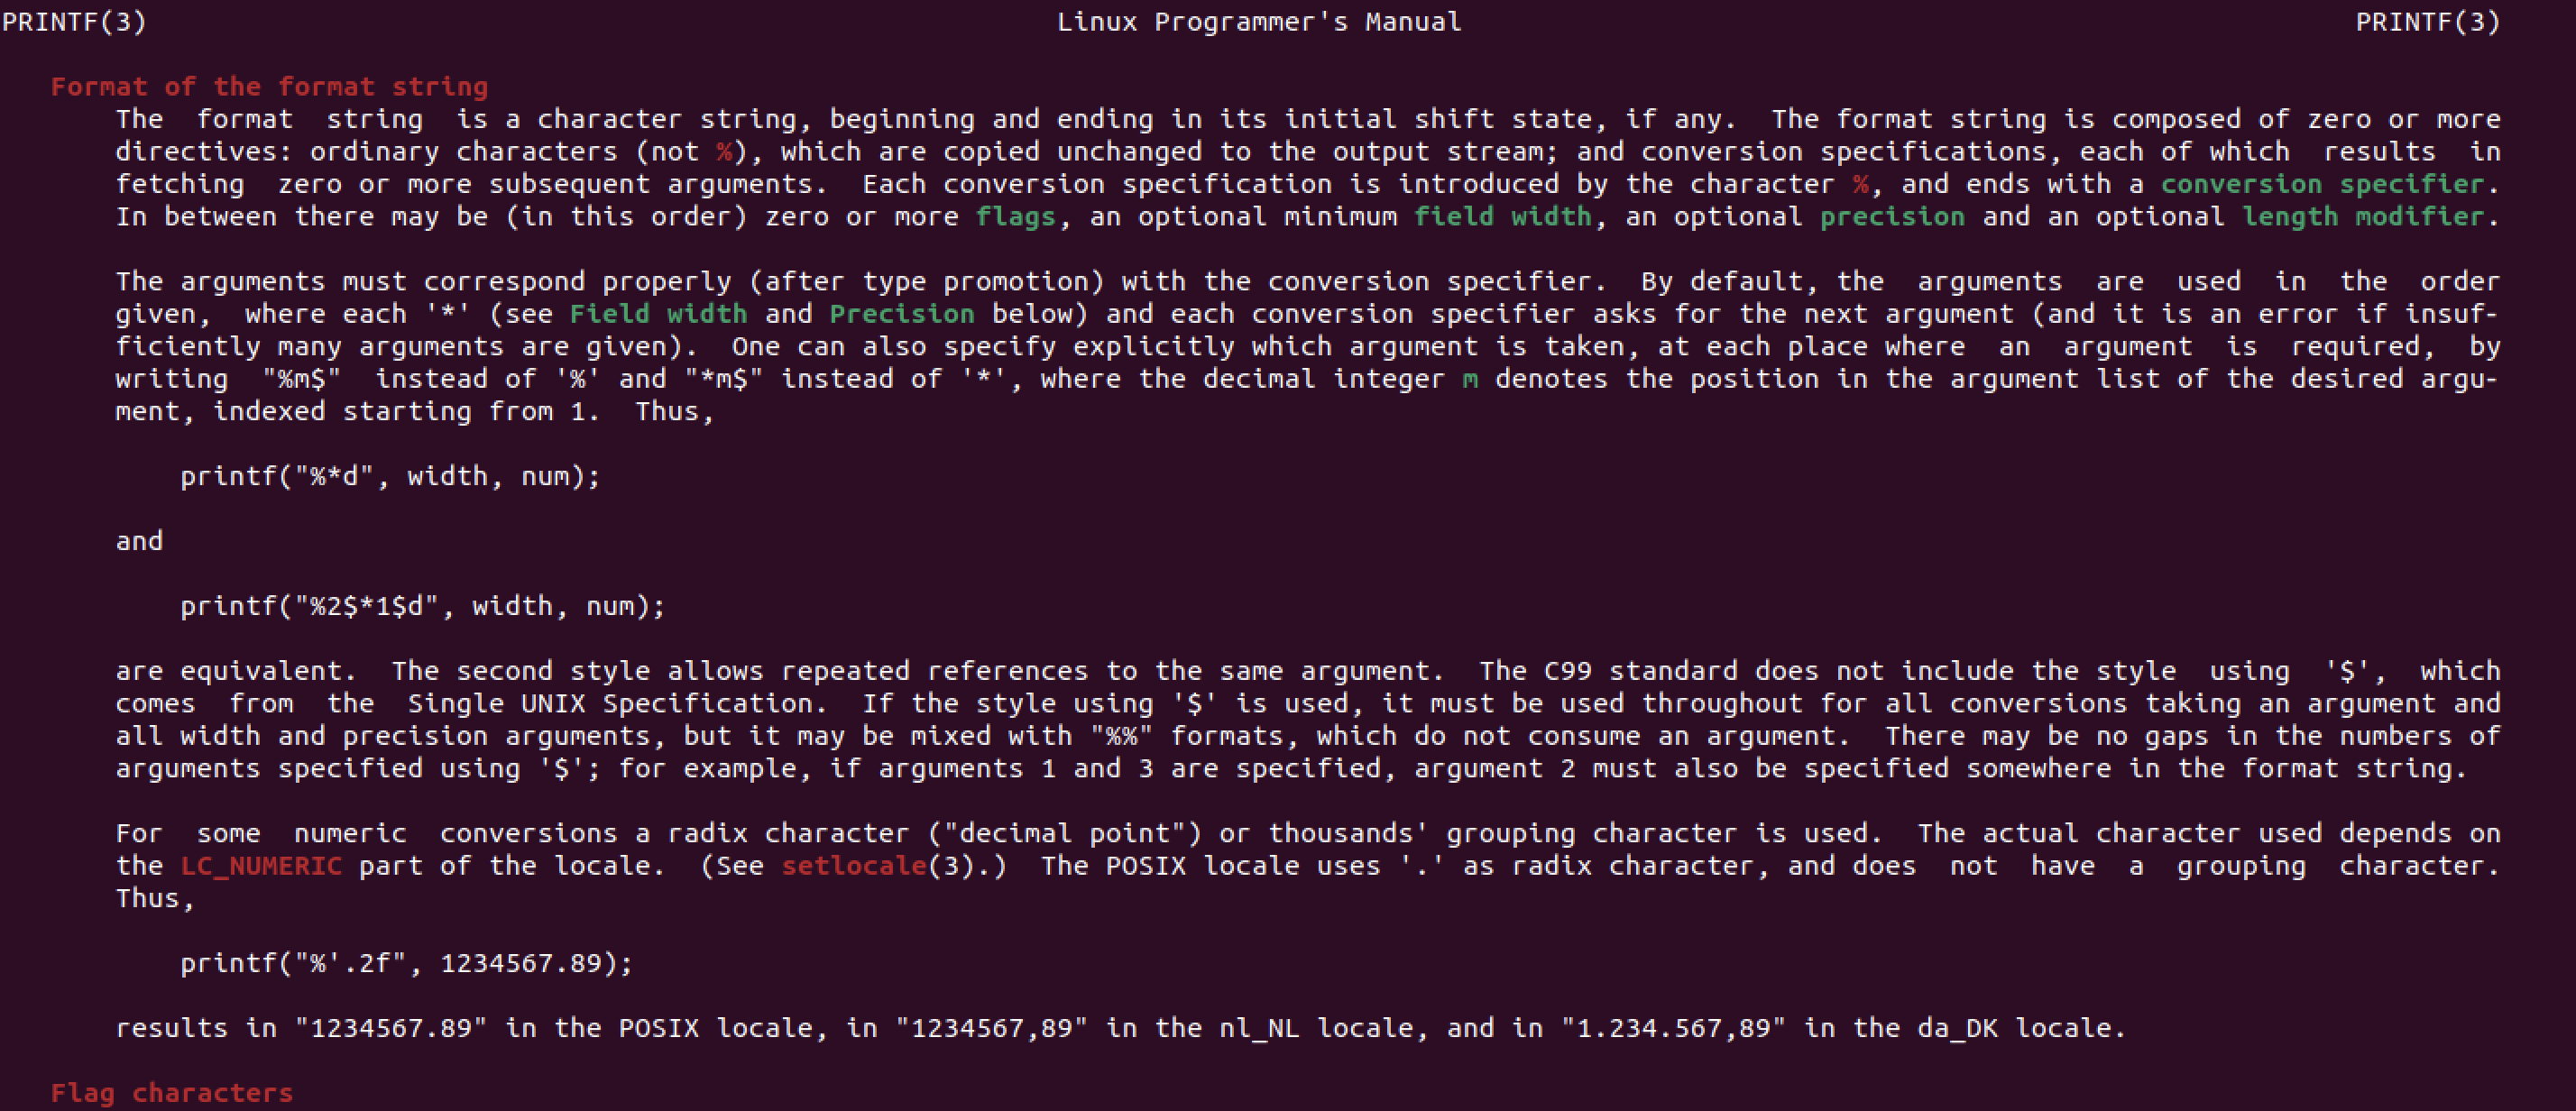 PRINTF(3) Linux Programmer's Manual PRINTF(3)
Format of the format string
The format string is a character string, beginning and ending in its initial shift state, if any. The format string is composed of zero or more
directives: ordinary characters (not %), which are copied unchanged to the output stream; and conversion specifications, each of which results in
fetching zero or more subsequent arguments. Each conversion specification is introduced by the character %, and ends with a conversion specifier.
In between there may be (in this order) zero or more flags, an optional minimum field width, an optional precision and an optional length modifier.
The arguments must correspond properly (after type promotion) with the conversion specifier. By default, the arguments are used in the order
given, where each '*' (see Field width and Precision below) and each conversion specifier asks for the next argument (and it is an error if insuf-
ficiently many arguments are given). One can also specify explicitly which argument is taken, at each place where an argument is required, by
writing "%m$" instead of '%' and "*m$" instead of '*', where the decimal integer m denotes the position in the argument list of the desired argu-
ment, indexed starting from 1. Thus,
printf("%*d", width, num);
and
printf("%2$*1$d", width, num);
are equivalent. The second style allows repeated references to the same argument. The C99 standard does not include the style using '$', which
comes from the Single UNIX Specification. If the style using '$' is used, it must be used throughout for all conversions taking an argument and
all width and precision arguments, but it may be mixed with "%%" formats, which do not consume an argument. There may be no gaps in the numbers of
arguments specified using '$'; for example, if arguments 1 and 3 are specified, argument 2 must also be specified somewhere in the format string.
For some numeric conversions a radix character ("decimal point") or thousands' grouping character is used. The actual character used depends on
the LC_NUMERIC part of the locale. (See setlocale(3).) The POSIX locale uses '.' as radix character, and does not have a grouping character.
Thus,
printf("%'.2f", 1234567.89);
results in "1234567.89" in the POSIX locale, in "1234567,89" in the nl_NL locale, and in "1.234.567,89" in the da_DK locale.
Flag characters